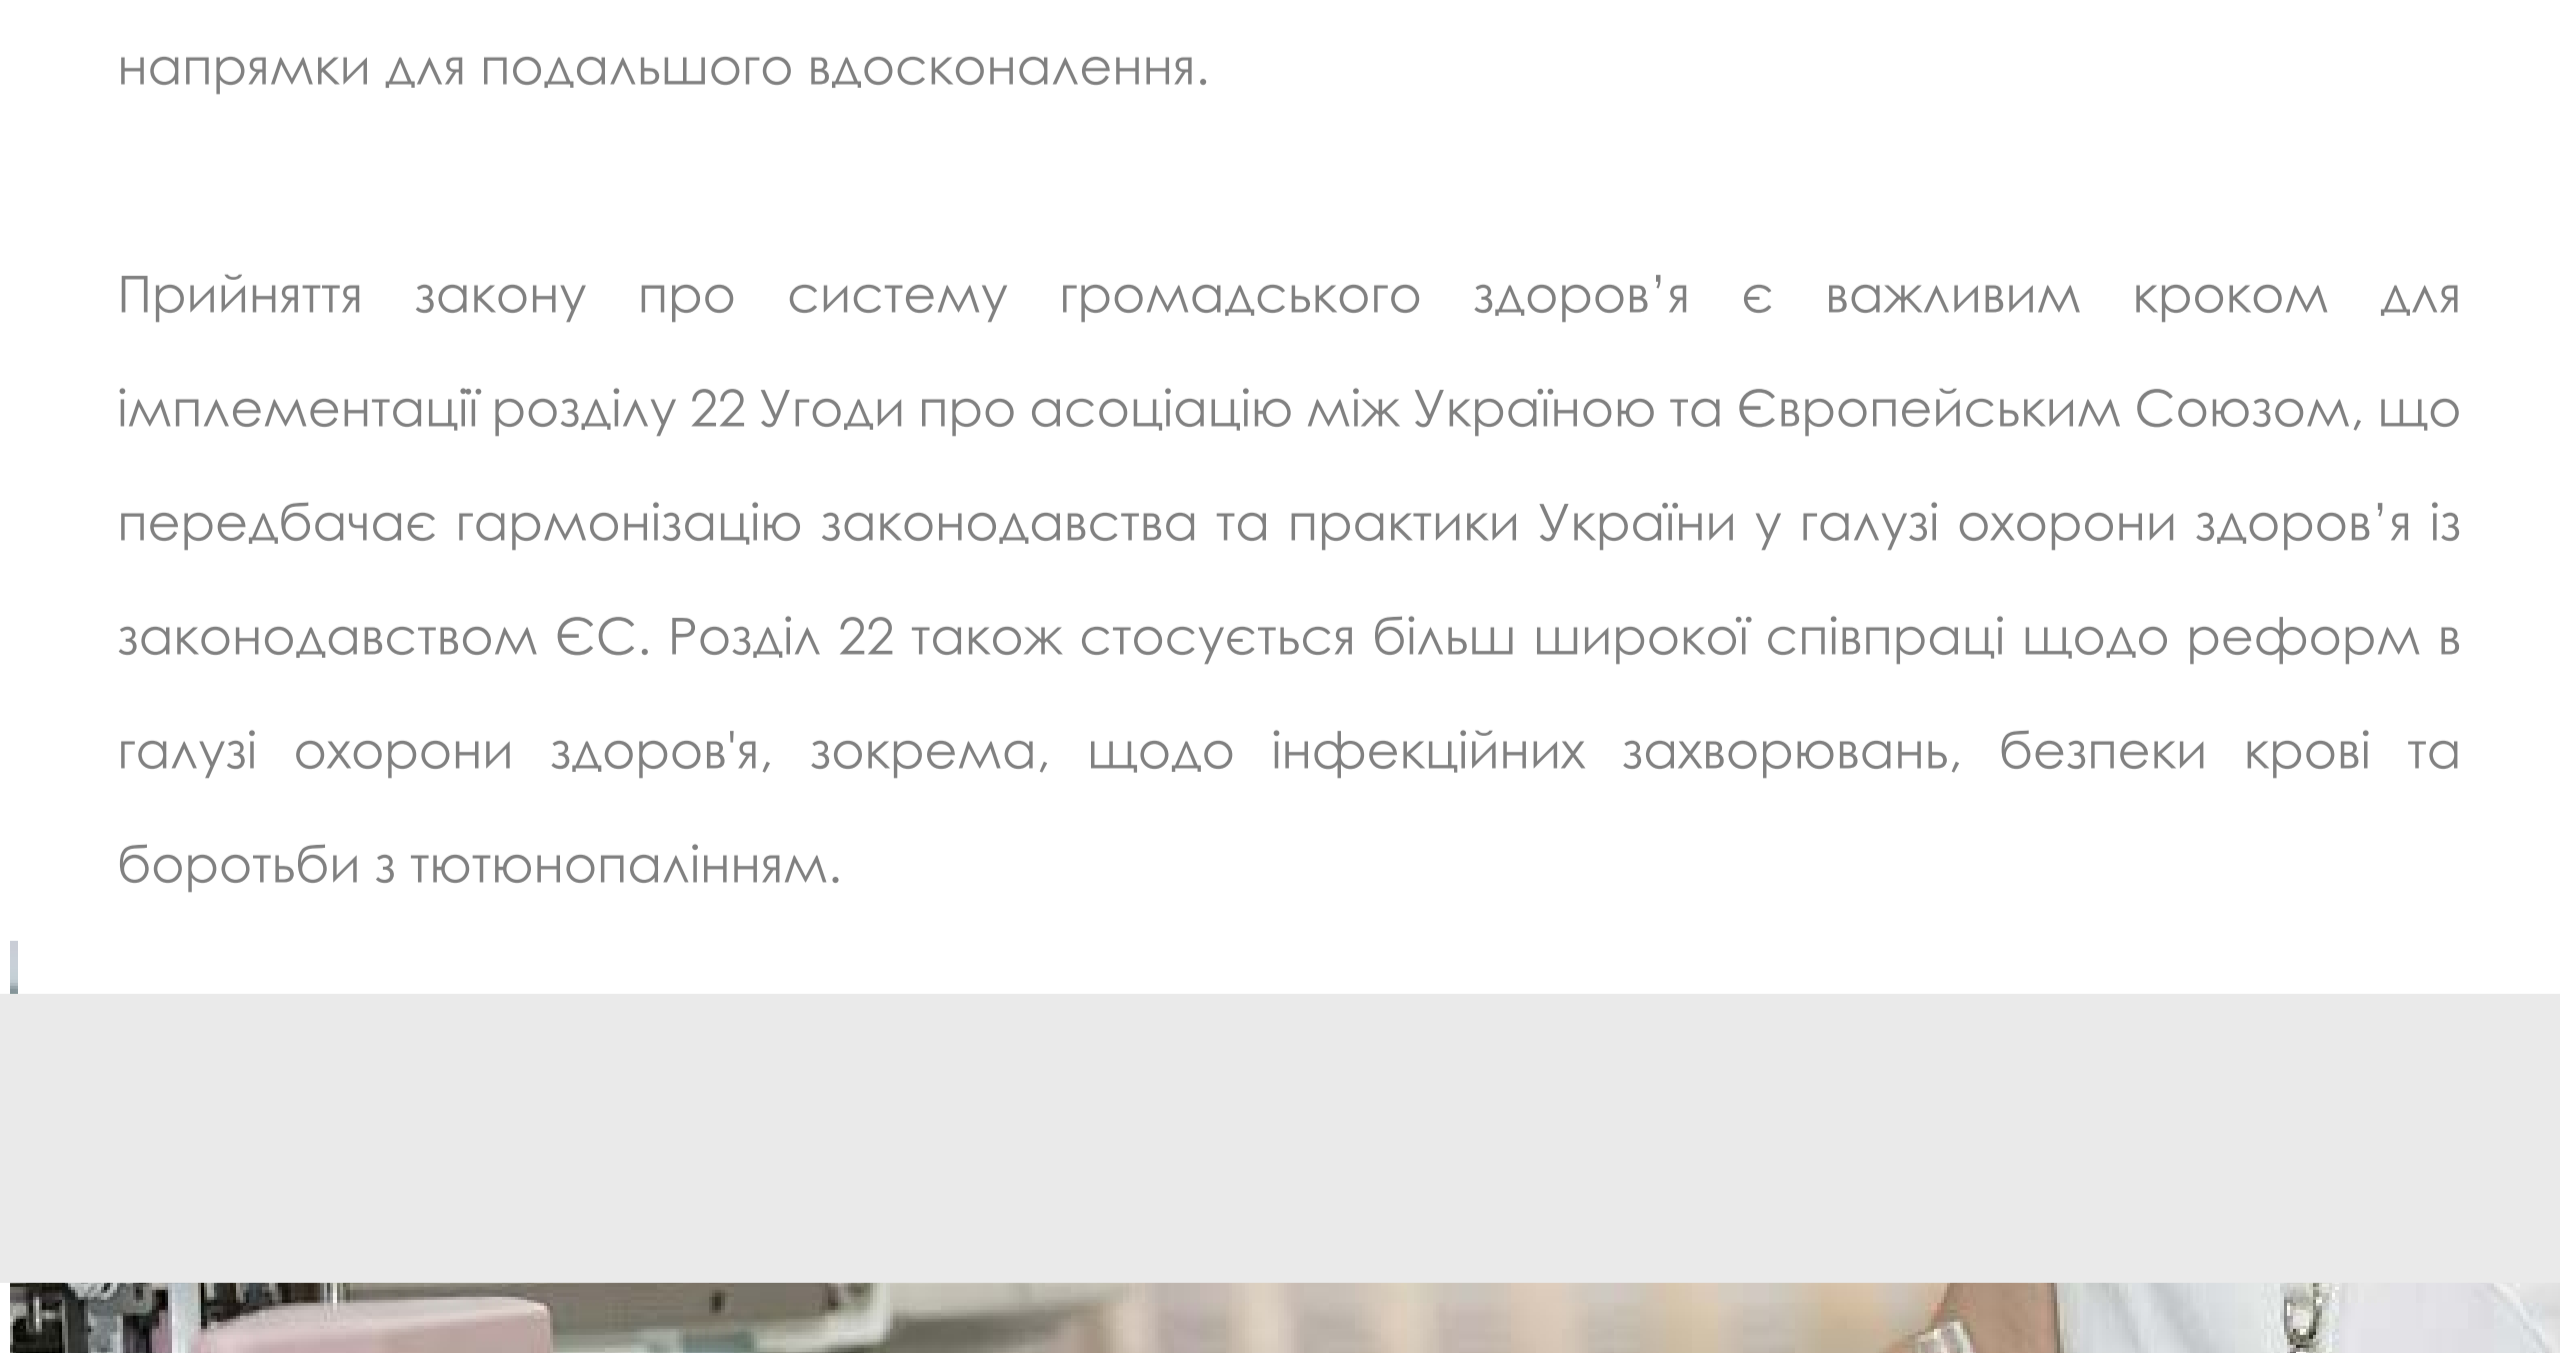 напрямки для подальшого вдосконалення.
Прийняття закону про систему громадського здоров’я є важливим кроком для
імплементації розділу 22 Угоди про асоціацію між Україною та Європейським Союзом, що
передбачає гармонізацію законодавства та практики України у галузі охорони здоров’я із
законодавством ЄС. Розділ 22 також стосується більш широкої співпраці щодо реформ в
галузі охорони здоров'я, зокрема, щодо інфекційних захворювань, безпеки крові та
боротьби з тютюнопалінням.